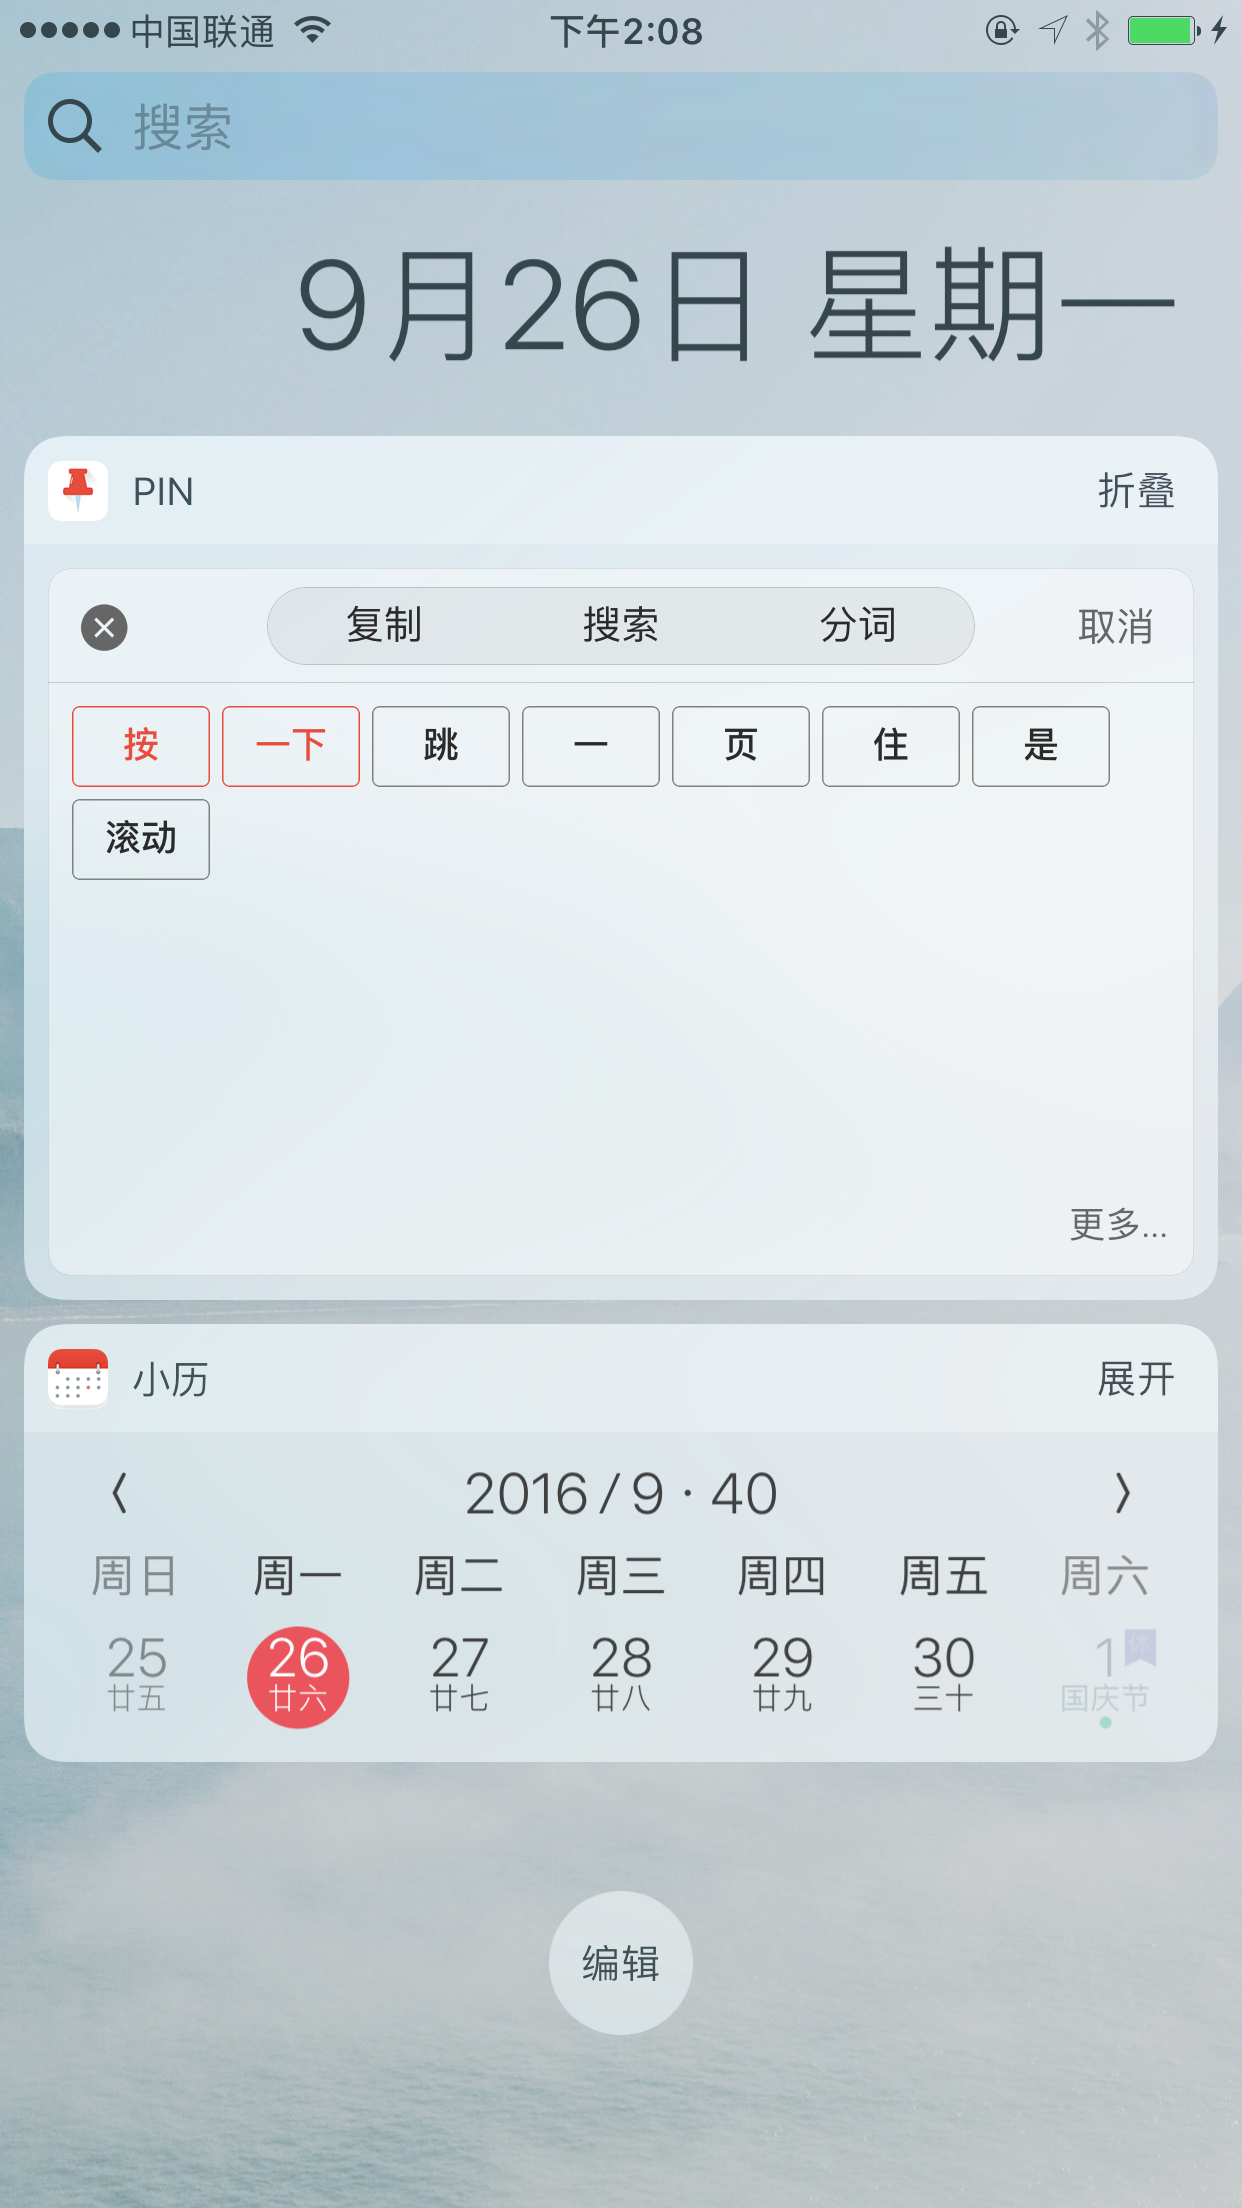 中国联通 下午2:08
搜索
9月26日 星期一
PIN 折叠
复制 搜索 分词 取消
按 一下 跳 一 页 住 是
滚动
更多...
小历 展开
2016/9 · 40
周日 周一 周二 周三 周四 周五 周六
25 26 27 28 29 30 1 休
廿五 廿六 廿七 廿八 廿九 三十 国庆节
编辑